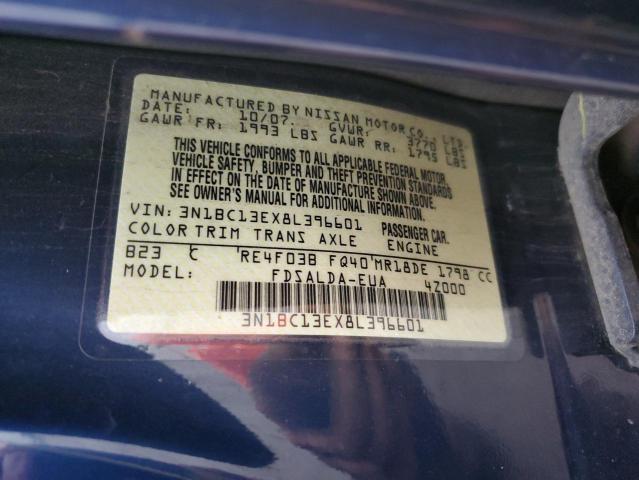 MANUFACTURED BY NISSAN MOTOR CO., LTD.
DATE: 10/07 GVWR: 3770 LBS
GAWR FR: 1993 LBS GAWR RR: 1795 LBS
THIS VEHICLE CONFORMS TO ALL APPLICABLE FEDERAL MOTOR
VEHICLE SAFETY, BUMPER AND THEFT PREVENTION STANDARDS
IN EFFECT ON THE DATE OF MANUFACTURE SHOWN ABOVE.
SEE OWNER'S MANUAL FOR ADDITIONAL INFORMATION.
VIN: 3N1BC13EX8L396601 PASSENGER CAR.
COLOR TRIM TRANS AXLE ENGINE
B23 C RE4F03B FQ40 MR18DE 1798 CC
MODEL: FDSALDA-EUA 4Z000
3N1BC13EX8L396601